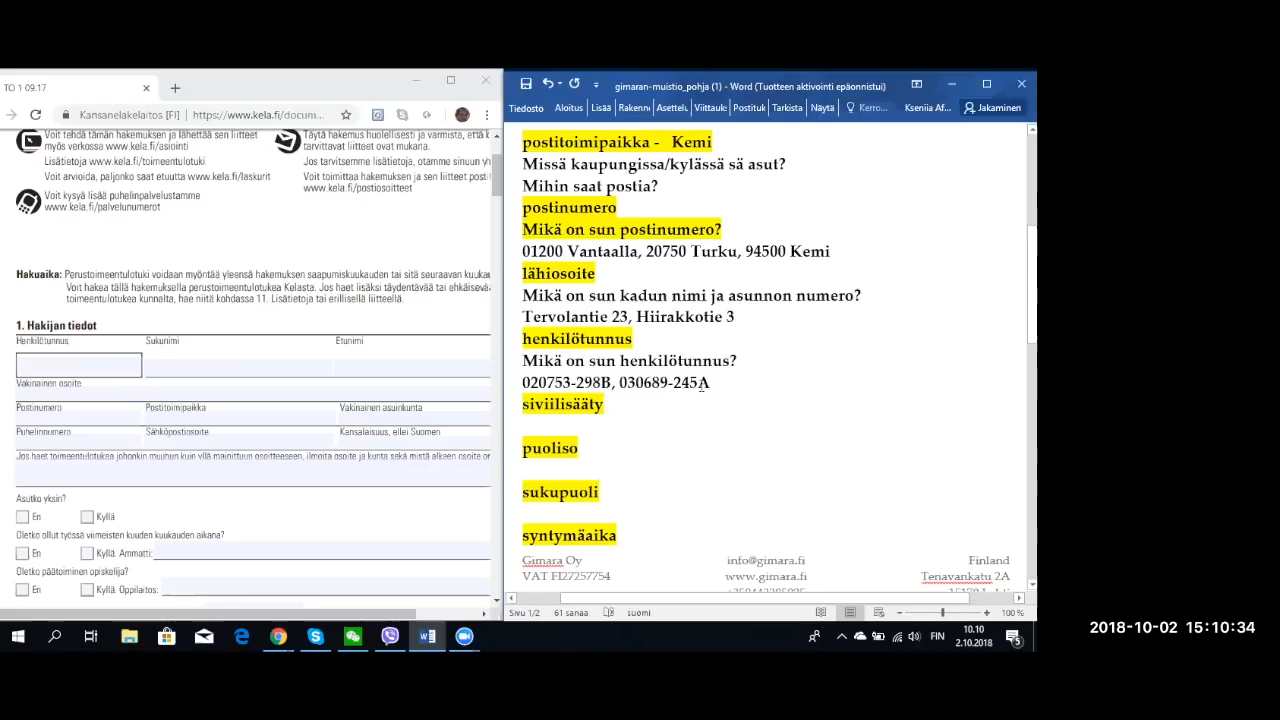 TO 1 09.17
Kansaneläkelaitos [FI]
https://www.kela.fi/docum...
Voit tehdä tämän hakemuksen ja lähettää sen liitteet
myös verkossa www.kela.fi/asiointi
Lisätietoja www.kela.fi/toimeentulotuki
Voit arvioida, paljonko saat etuutta www.kela.fi/laskurit
Voit kysyä lisää puhelinpalvelustamme
www.kela.fi/palvelunumerot
Täytä hakemus huolellisesti ja varmista, että k
tarvittavat liitteet ovat mukana.
Jos tarvitsemme lisätietoja, otamme sinuun y
Voit toimittaa hakemuksen ja sen liitteet postit
www.kela.fi/postiosoitteet
Hakuaika: Perustoimeentulotuki voidaan myöntää yleensä hakemuksen saapumiskuukauden tai sitä seuraavan kuukau
Voit hakea tällä hakemuksella perustoimeentulotukea Kelasta. Jos haet lisäksi täydentävää tai ehkäisevää
toimeentulotukea kunnalta, hae niitä kohdassa 11. Lisätietoja erillisellä liitteellä.
1. Hakijan tiedot
Henkilötunnus Sukunimi Etunimi
Vakinainen osoite
Postinumero Postitoimipaikka Vakinainen asuinkunta
Puhelinnumero Sähköpostiosoite Kansalaisuus, ellei Suomen
Jos haet toimeentulotukea johonkin muuhun kuin yllä mainittuun osoitteeseen, ilmoita osoite ja kunta sekä mistä alkaen osoite on
Asutko yksin?
En Kyllä
Oletko ollut työssä viimeisten kuuden kuukauden aikana?
En Kyllä. Ammatti:
Oletko päätoiminen opiskelija?
En Kyllä. Oppilaitos:
gimaran-muistio_pohja (1) - Word (Tuotteen aktivointi epäonnistui)
Tiedosto Aloitus Lisää Rakenn Asettelu Viittaukse Postituk Tarkista Näytä Kerro... Kseniia Af... Jakaminen
postitoimipaikka - Kemi
Missä kaupungissa/kylässä sä asut?
Mihin saat postia?
postinumero
Mikä on sun postinumero?
01200 Vantaalla, 20750 Turku, 94500 Kemi
lähiosoite
Mikä on sun kadun nimi ja asunnon numero?
Tervolantie 23, Hiirakkotie 3
henkilötunnus
Mikä on sun henkilötunnus?
020753-298B, 030689-245A
siviilisääty
puoliso
sukupuoli
syntymäaika
Gimara Oy info@gimara.fi Finland
VAT FI27257754 www.gimara.fi Tenavankatu 2A
Sivu 1/2 61 sanaa suomi 100 %
FIN
10.10
2.10.2018
5
2018-10-02 15:10:34